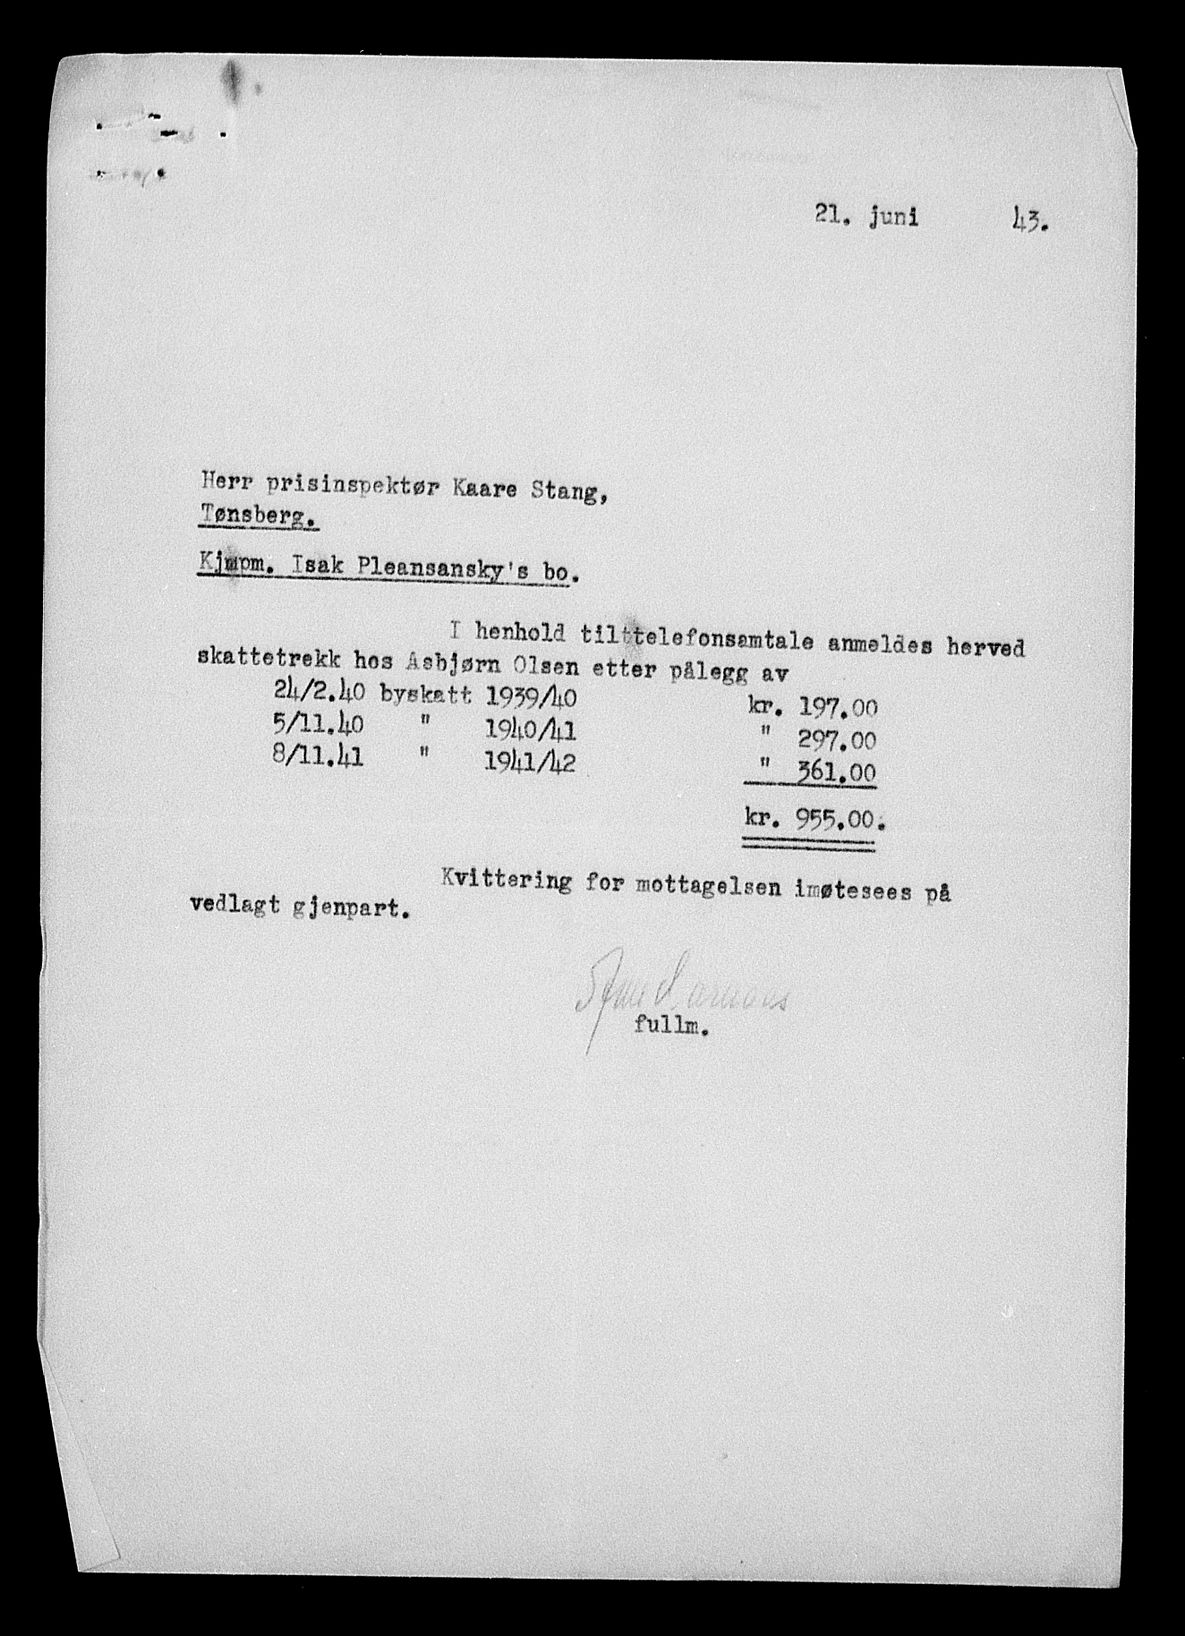 21. juni 43.
Herr prisinspektør Kaare Stang,
Tønsberg.
Kjøpm. Isak Pleansansky's bo.
I henhold tilttelefonsamtale anmeldes herved
skattetrekk hos Asbjørn Olsen etter pålegg av
24/2.40 byskatt 1939/40 kr. 197.00
5/11.40 " 1940/41 " 297.00
8/11.41 " 1941/42 " 361.00
kr. 955.00.
Kvittering for mottagelsen imøtesees på
vedlagt gjenpart.
fullm.